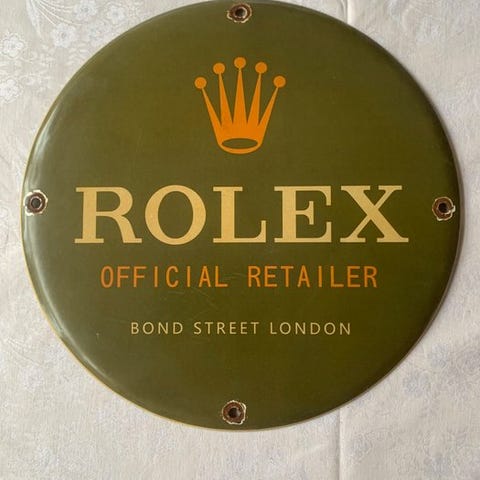 ROLEX
OFFICIAL RETAILER
BOND STREET LONDON